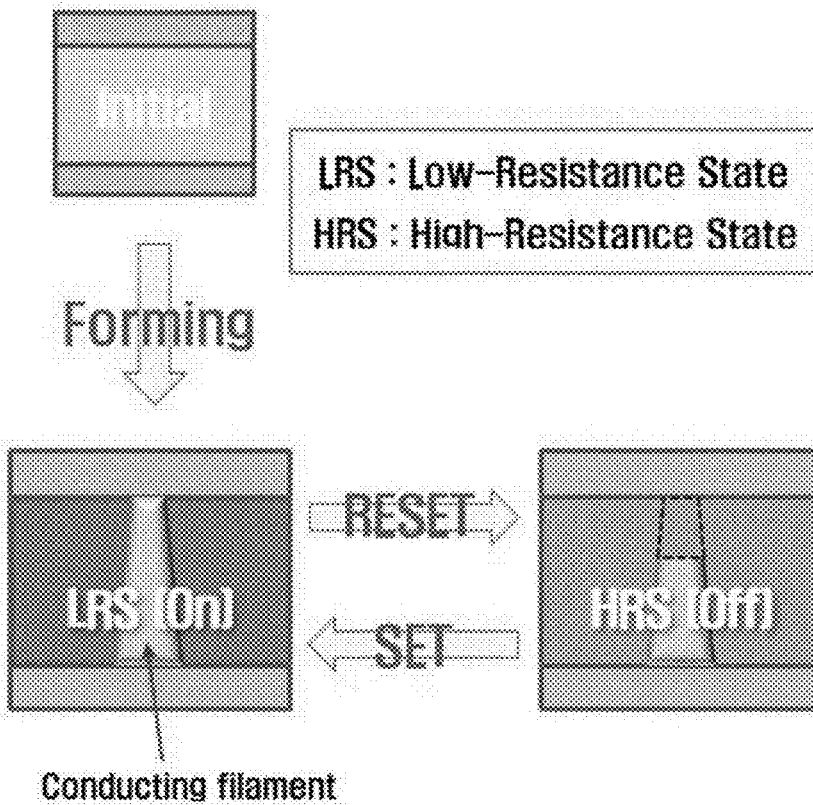 Initial
LRS : Low-Resistance State
HRS : High-Resistance State
Forming
RESET
LRS (On)
HRS (Off)
SET
Conducting filament